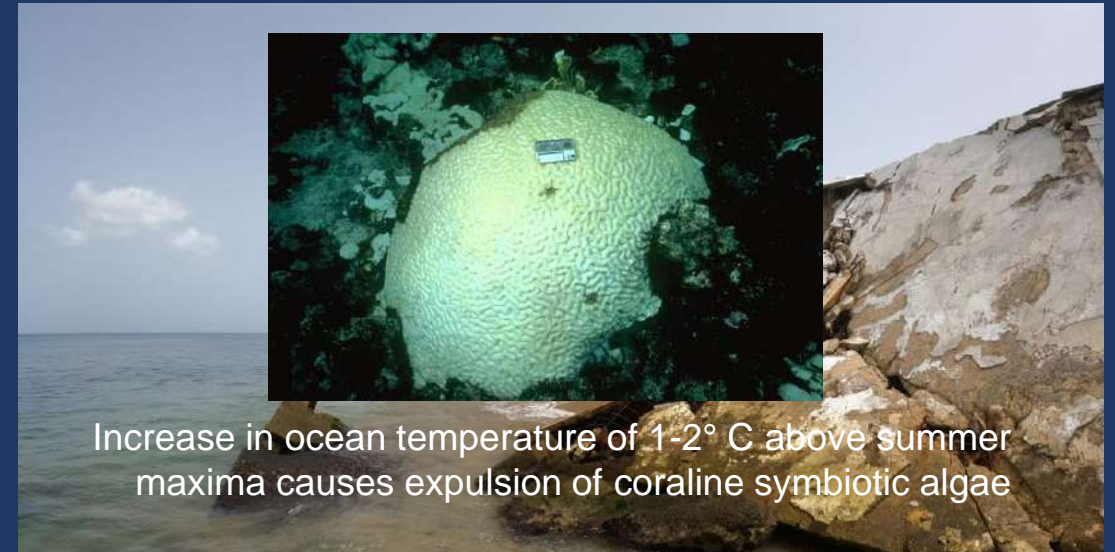 Increase in ocean temperature of 1-2° C above summer
maxima causes expulsion of coraline symbiotic algae